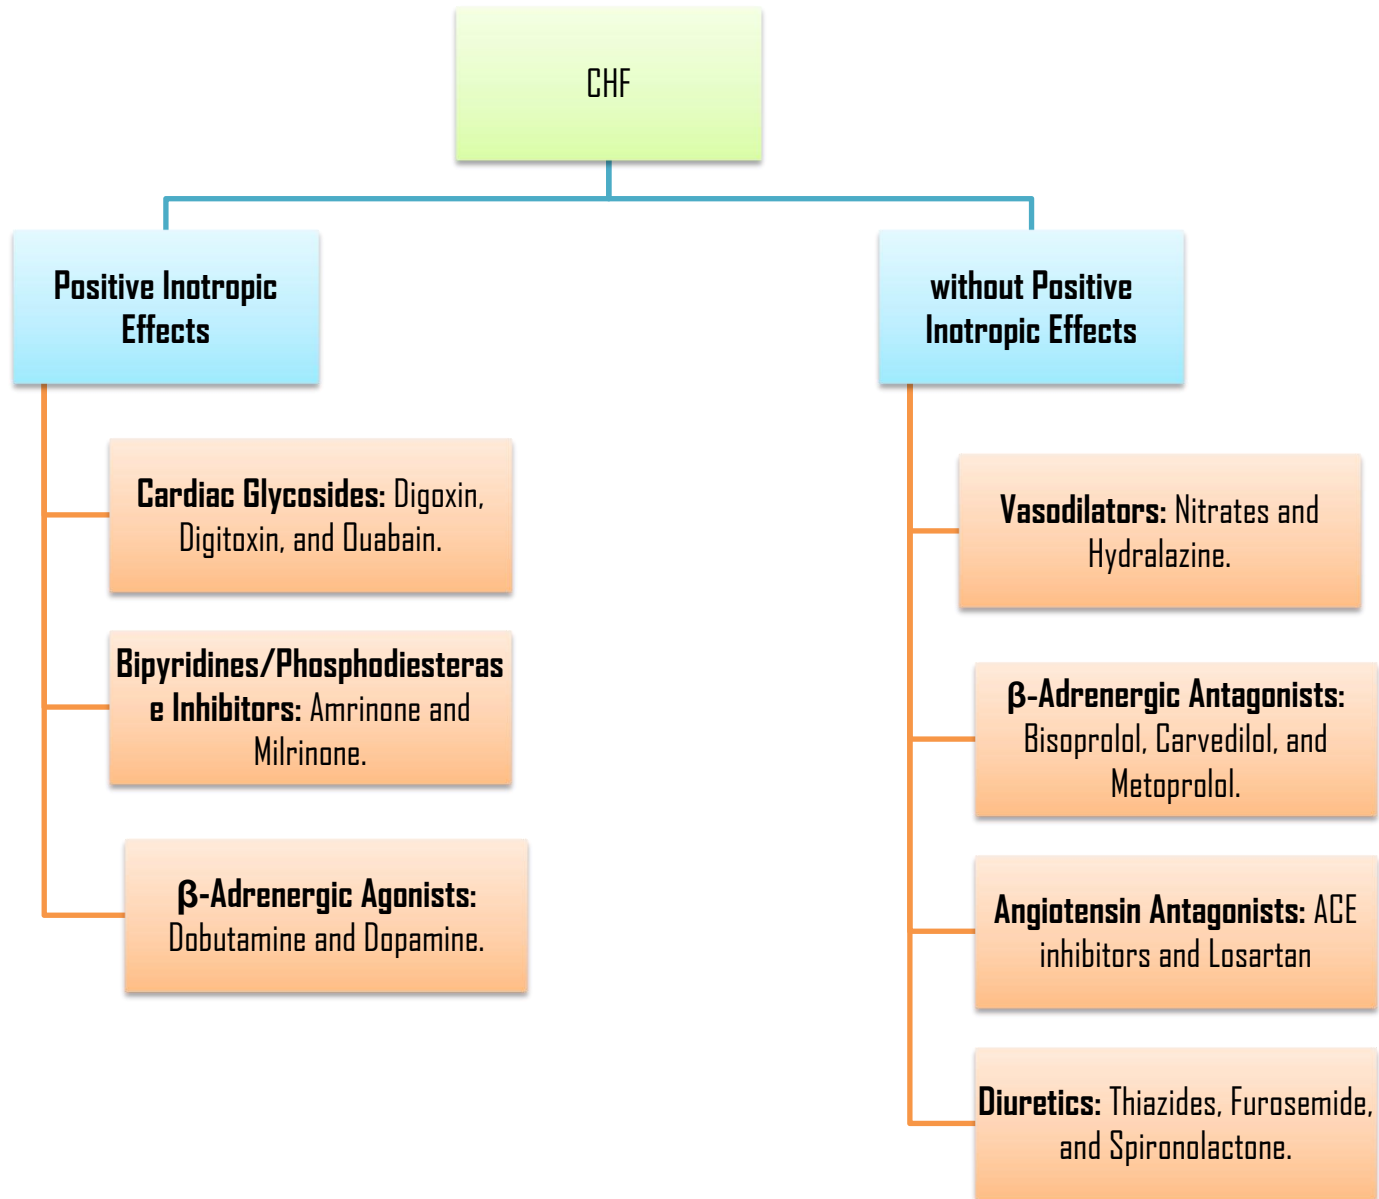 CHF
Positive Inotropic
Effects
without Positive
Inotropic Effects
Cardiac Glycosides: Digoxin,
Digitoxin, and Ouabain.
Bipyridines/Phosphodiesteras
e Inhibitors: Amrinone and
Milrinone.
β-Adrenergic Agonists:
Dobutamine and Dopamine.
Vasodilators: Nitrates and
Hydralazine.
β-Adrenergic Antagonists:
Bisoprolol, Carvedilol, and
Metoprolol.
Angiotensin Antagonists: ACE
inhibitors and Losartan
Diuretics: Thiazides, Furosemide,
and Spironolactone.